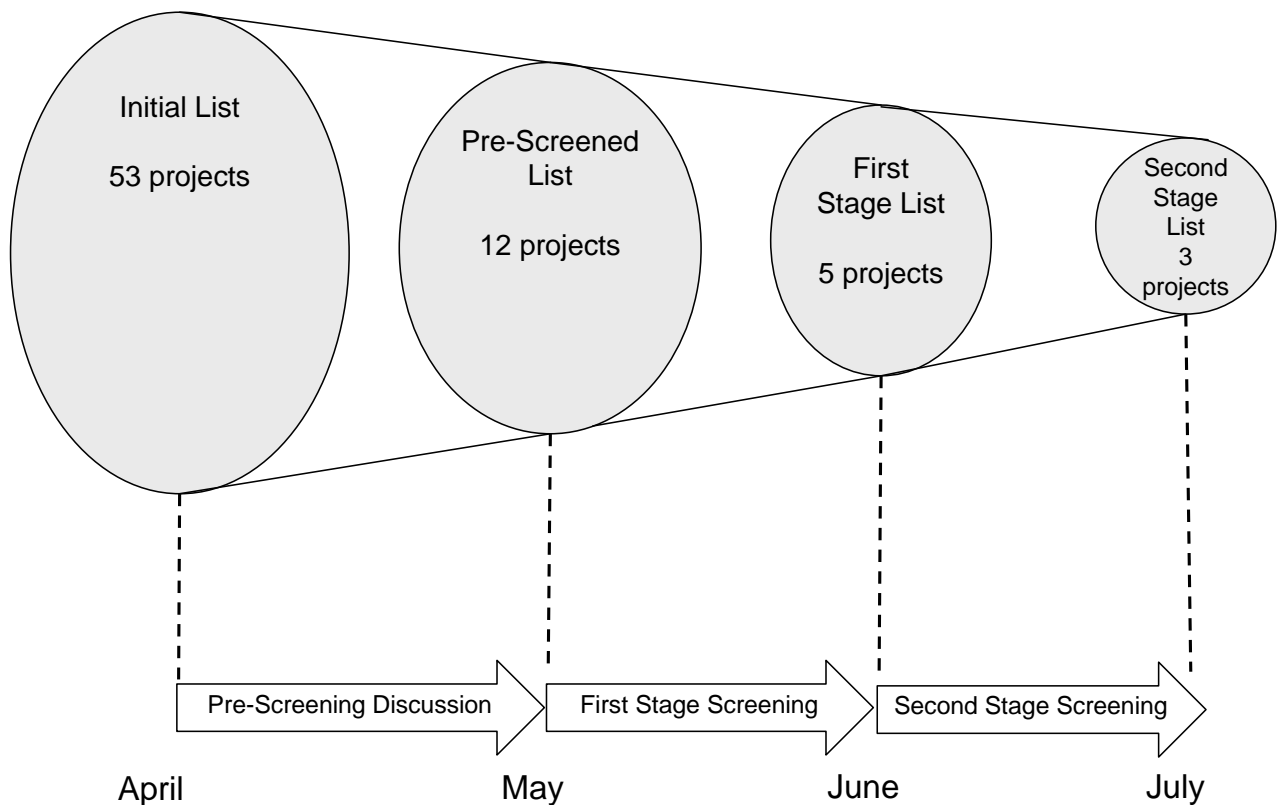 Initial List
53 projects
Pre-Screened
List
12 projects
First
Stage List
5 projects
Second
Stage
List
3
projects
Pre-Screening Discussion
First Stage Screening
Second Stage Screening
April
May
June
July